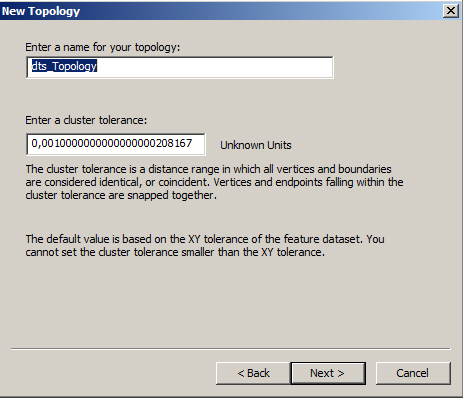 New Topology
Enter a name for your topology:
dts_Topology
Enter a cluster tolerance:
0,0010000000000000000208167 Unknown Units
The cluster tolerance is a distance range in which all vertices and boundaries
are considered identical, or coincident. Vertices and endpoints falling within the
cluster tolerance are snapped together.
The default value is based on the XY tolerance of the feature dataset. You
cannot set the cluster tolerance smaller than the XY tolerance.
< Back Next > Cancel